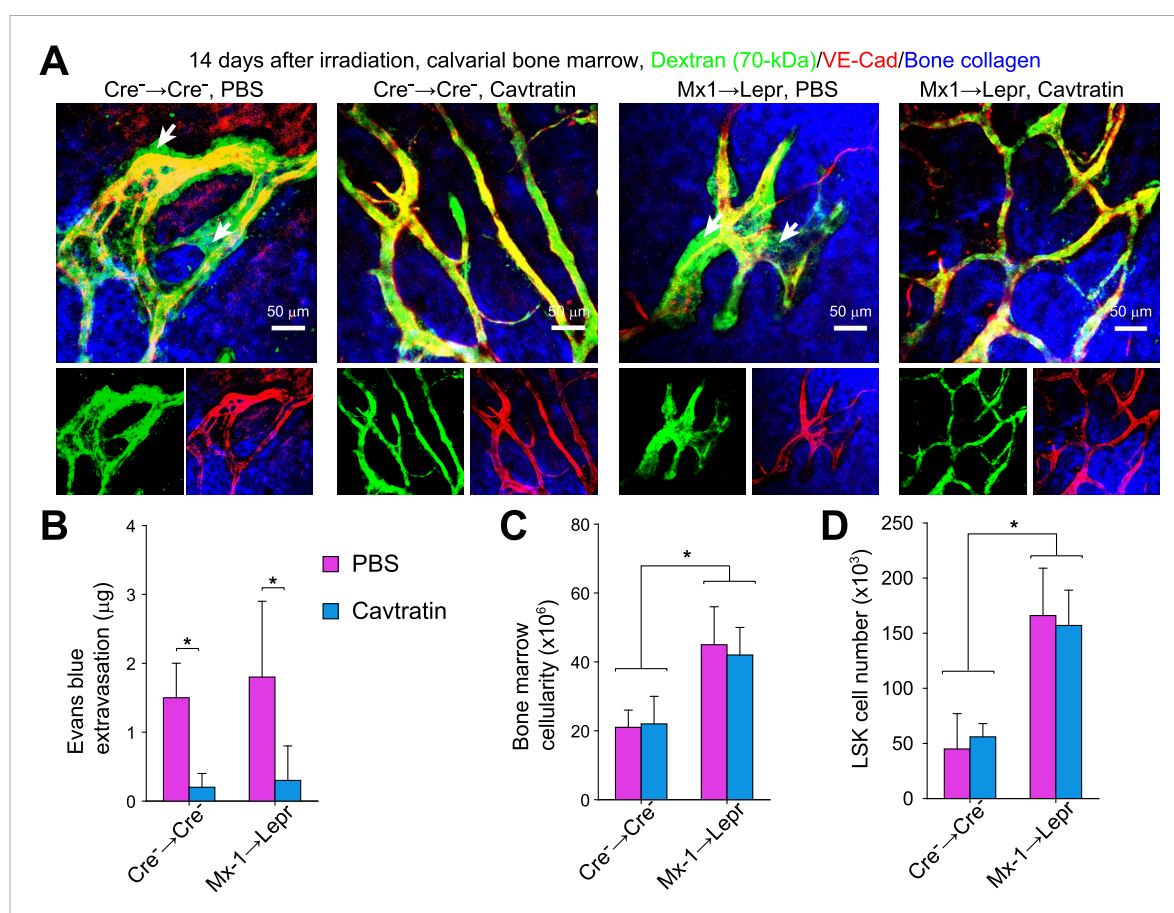 A
14 days after irradiation, calvarial bone marrow, Dextran (70-kDa)/VE-Cad/Bone collagen
Cre⁻→Cre⁻, PBS
Cre⁻→Cre⁻, Cavtratin
Mx1→Lepr, PBS
Mx1→Lepr, Cavtratin
50 μm
50 μm
50 μm
50 μm
B
Evans blue
extravasation (μg)
4
3
2
1
0
*
*
Cre⁻→Cre⁻
Mx-1→Lepr
PBS
Cavtratin
C
Bone marrow
cellularity (x10⁶)
80
60
40
20
0
*
Cre⁻→Cre⁻
Mx-1→Lepr
D
LSK cell number (x10³)
250
200
150
100
50
0
*
Cre⁻→Cre⁻
Mx-1→Lepr